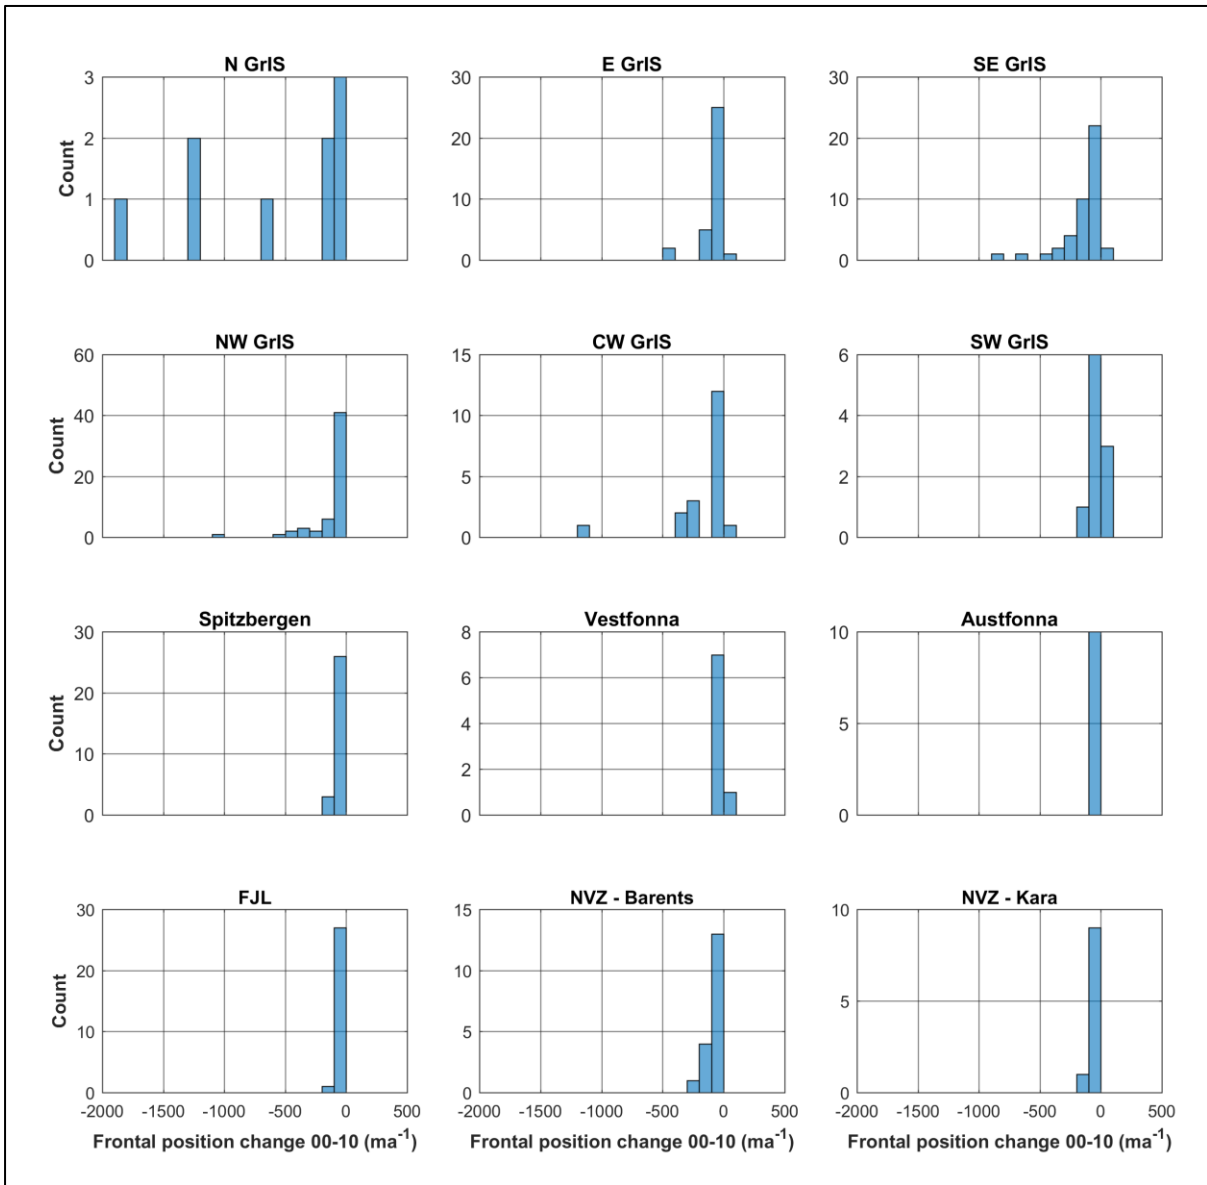 N GrIS
E GrIS
SE GrIS
3
2
1
0
Count
30
20
10
0
30
20
10
0
NW GrIS
CW GrIS
SW GrIS
60
40
20
0
Count
15
10
5
0
6
4
2
0
Spitzbergen
Vestfonna
Austfonna
30
20
10
0
Count
8
6
4
2
0
10
5
0
FJL
NVZ - Barents
NVZ - Kara
30
20
10
0
Count
15
10
5
0
10
5
0
-2000 -1500 -1000 -500 0 500
-2000 -1500 -1000 -500 0 500
-2000 -1500 -1000 -500 0 500
Frontal position change 00-10 (ma⁻¹)
Frontal position change 00-10 (ma⁻¹)
Frontal position change 00-10 (ma⁻¹)